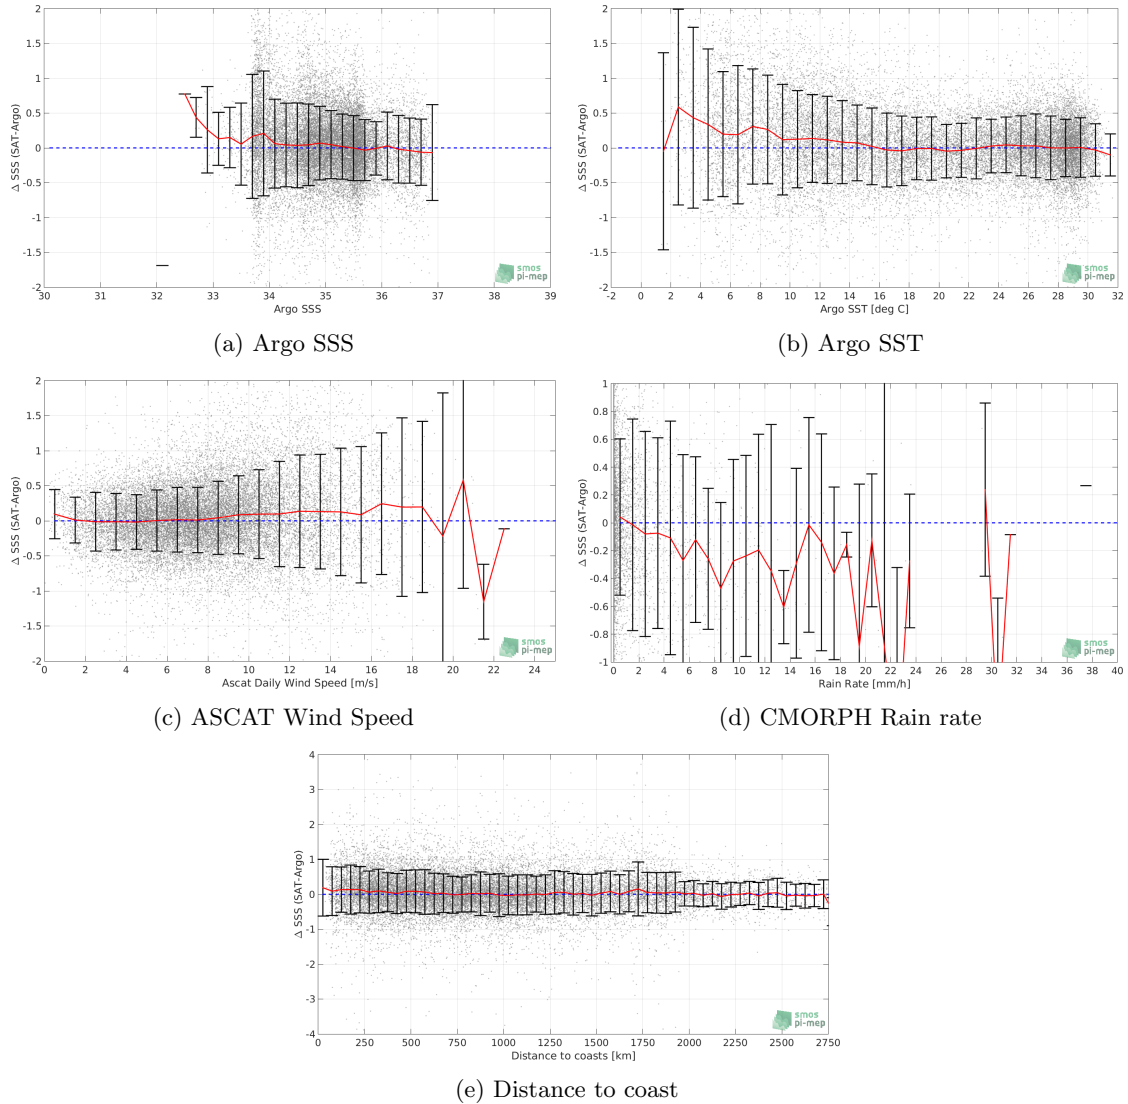 2
1.5
1
0.5
0
-0.5
-1
-1.5
-2
Δ SSS (SAT-Argo)
30 31 32 33 34 35 36 37 38 39
Argo SSS
smos
pi-mep
(a) Argo SSS
2
1.5
1
0.5
0
-0.5
-1
-1.5
-2
Δ SSS (SAT-Argo)
-2 0 2 4 6 8 10 12 14 16 18 20 22 24 26 28 30 32
Argo SST [deg C]
smos
pi-mep
(b) Argo SST
2
1.5
1
0.5
0
-0.5
-1
-1.5
-2
Δ SSS (SAT-Argo)
0 2 4 6 8 10 12 14 16 18 20 22 24
Ascat Daily Wind Speed [m/s]
smos
pi-mep
(c) ASCAT Wind Speed
1
0.8
0.6
0.4
0.2
0
-0.2
-0.4
-0.6
-0.8
-1
Δ SSS (SAT-Argo)
0 2 4 6 8 10 12 14 16 18 20 22 24 26 28 30 32 34 36 38 40
Rain Rate [mm/h]
smos
pi-mep
(d) CMORPH Rain rate
4
3
2
1
0
-1
-2
-3
-4
Δ SSS (SAT-Argo)
0 250 500 750 1000 1250 1500 1750 2000 2250 2500 2750
Distance to coasts [km]
smos
pi-mep
(e) Distance to coast